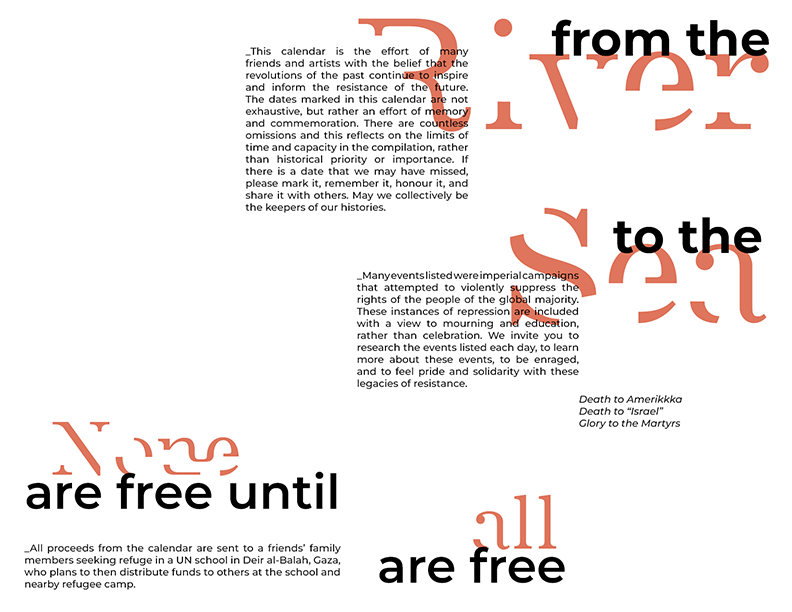 from the
River
_This calendar is the effort of many
friends and artists with the belief that the
revolutions of the past continue to inspire
and inform the resistance of the future.
The dates marked in this calendar are not
exhaustive, but rather an effort of memory
and commemoration. There are countless
omissions and this reflects on the limits of
time and capacity in the compilation, rather
than historical priority or importance. If
there is a date that we may have missed,
please mark it, remember it, honour it, and
share it with others. May we collectively be
the keepers of our histories.
to the
Sea
_Many events listed were imperial campaigns
that attempted to violently suppress the
rights of the people of the global majority.
These instances of repression are included
with a view to mourning and education,
rather than celebration. We invite you to
research the events listed each day, to learn
more about these events, to be enraged,
and to feel pride and solidarity with these
legacies of resistance.
Death to Amerikkka
Death to “Israel”
Glory to the Martyrs
None
are free until
all
are free
_All proceeds from the calendar are sent to a friends’ family
members seeking refuge in a UN school in Deir al-Balah, Gaza,
who plans to then distribute funds to others at the school and
nearby refugee camp.